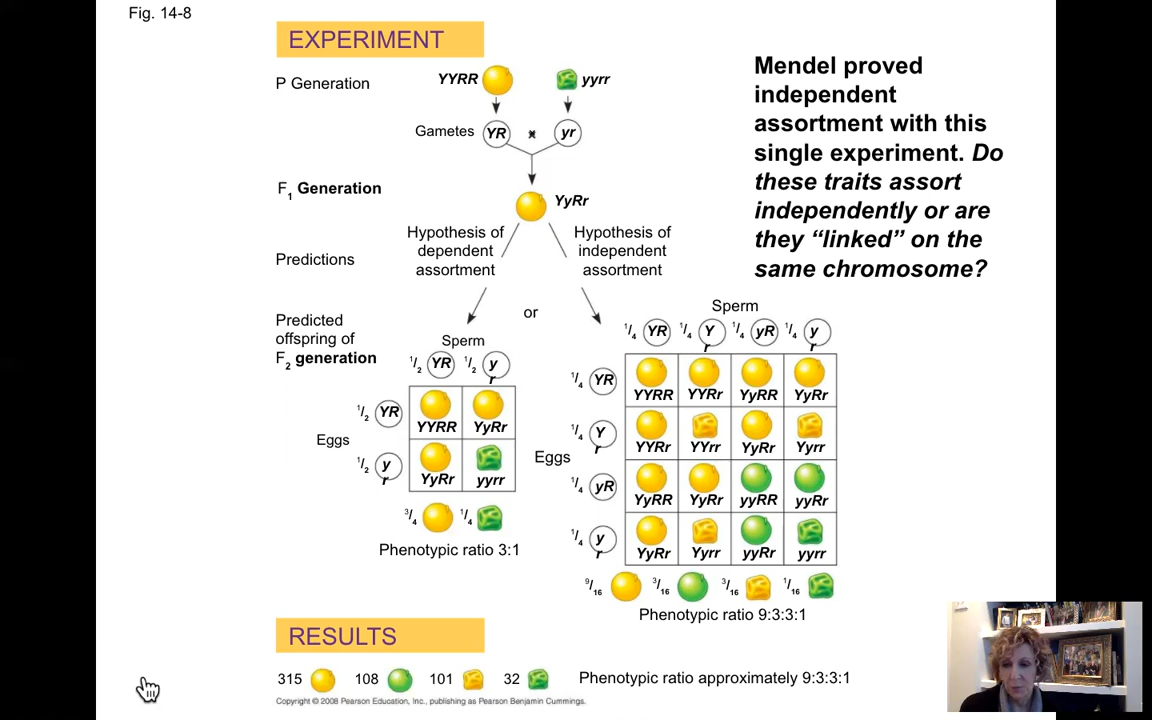 Fig. 14-8
EXPERIMENT
P Generation
YYRR
yyrr
Gametes
YR
×
yr
F1 Generation
YyRr
Mendel proved
independent
assortment with this
single experiment. Do
these traits assort
independently or are
they “linked” on the
same chromosome?
Predictions
Hypothesis of
dependent
assortment
Hypothesis of
independent
assortment
or
Predicted
offspring of
F2 generation
Sperm
1/2 YR 1/2 y
r
Eggs
1/2 YR
YYRR YyRr
1/2 y
r
YyRr yyrr
3/4 1/4
Phenotypic ratio 3:1
Sperm
1/4 YR 1/4 Y 1/4 yR 1/4 y
r r
Eggs
1/4 YR
YYRR YYRr YyRR YyRr
1/4 Y
r
YYRr YYrr YyRr Yyrr
1/4 yR
YyRR YyRr yyRR yyRr
1/4 y
r
YyRr Yyrr yyRr yyrr
9/16 3/16 3/16 1/16
Phenotypic ratio 9:3:3:1
RESULTS
315 108 101 32 Phenotypic ratio approximately 9:3:3:1
Copyright © 2008 Pearson Education, Inc., publishing as Pearson Benjamin Cummings.